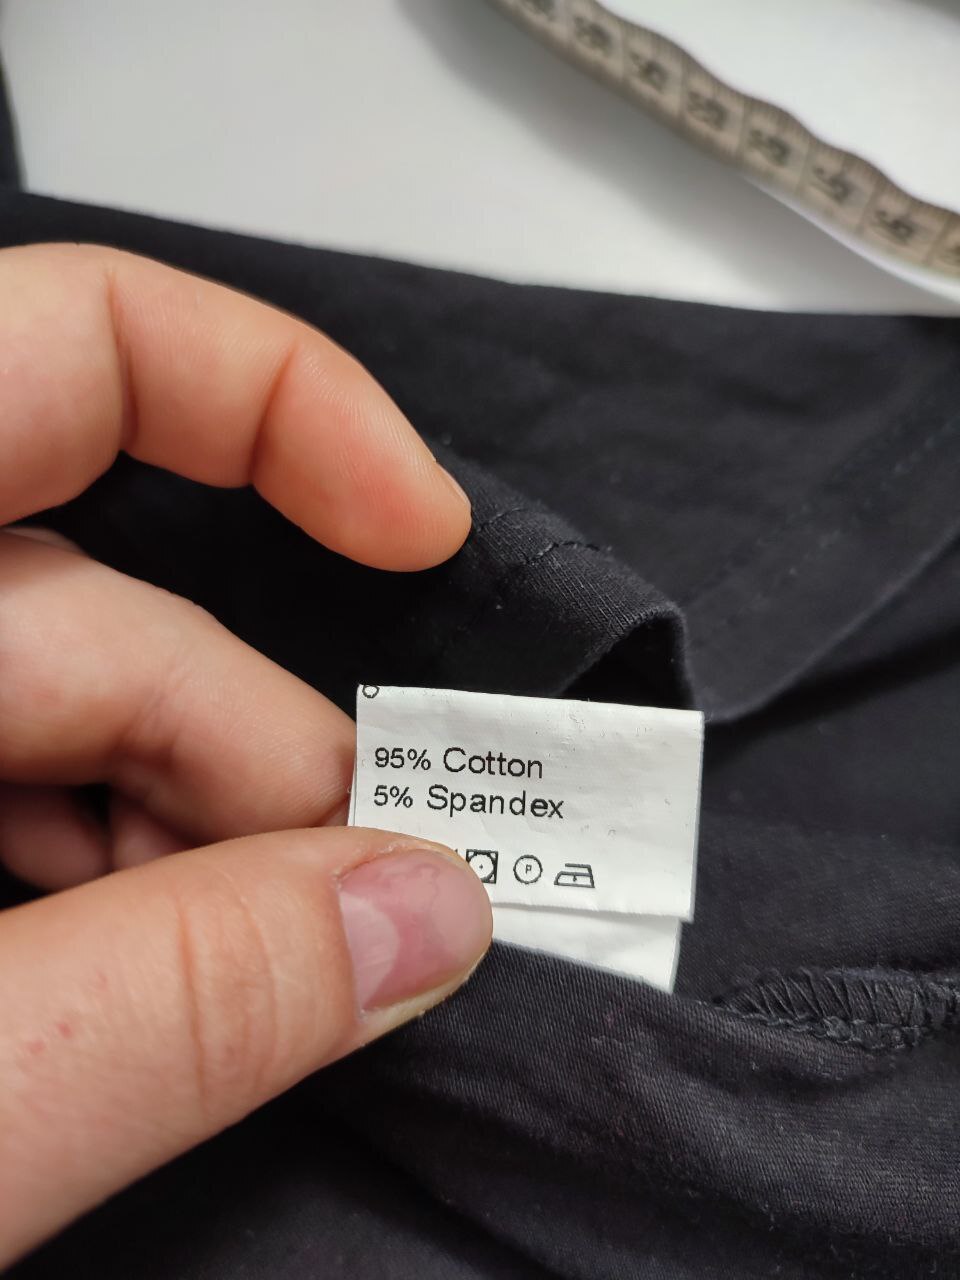 95% Cotton
5% Spandex
P